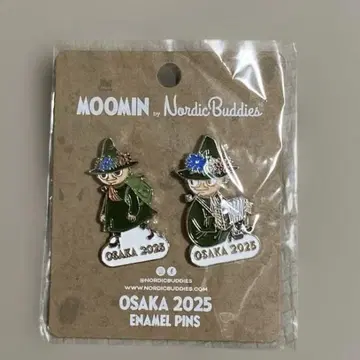 MOOMIN by NordicBuddies
OSAKA 2025
OSAKA 2025
@NORDICBUDDIES
WWW.NORDICBUDDIES.COM
OSAKA 2025
ENAMEL PINS